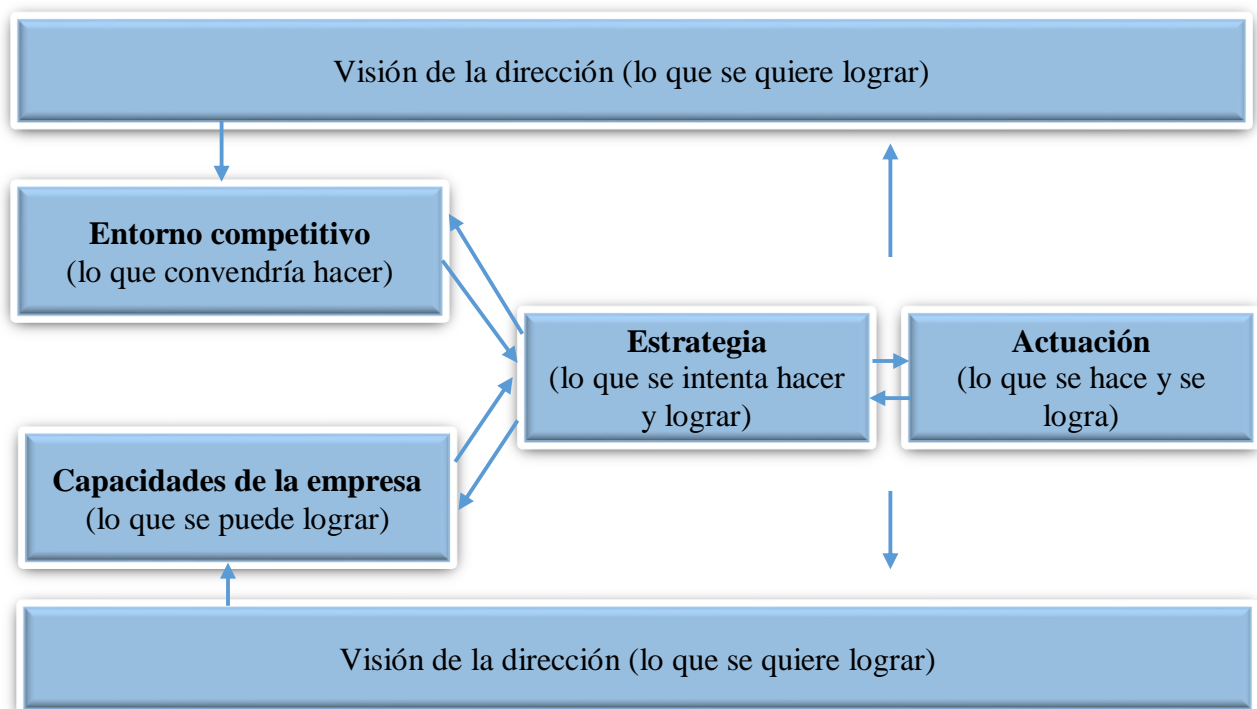 Visión de la dirección (lo que se quiere lograr)
Entorno competitivo
(lo que convendría hacer)
Estrategia
(lo que se intenta hacer
y lograr)
Actuación
(lo que se hace y se
logra)
Capacidades de la empresa
(lo que se puede lograr)
Visión de la dirección (lo que se quiere lograr)